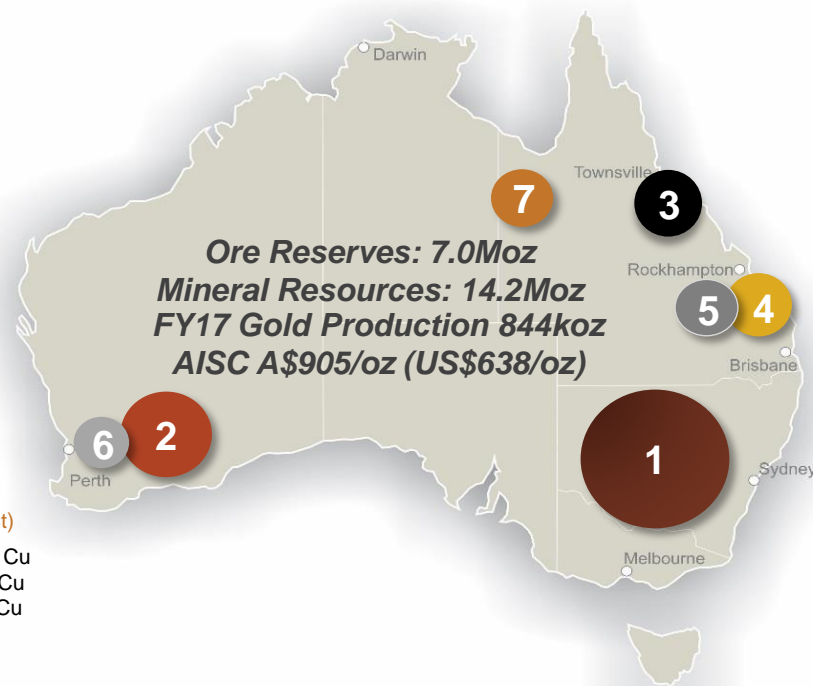 Darwin
Townsville
7
3
Ore Reserves: 7.0Moz
Mineral Resources: 14.2Moz
FY17 Gold Production 844koz
AISC A$905/oz (US$638/oz)
Rockhampton
5
4
Brisbane
6
2
Perth
1
Sydney
t)
Cu
Cu
Cu
Melbourne